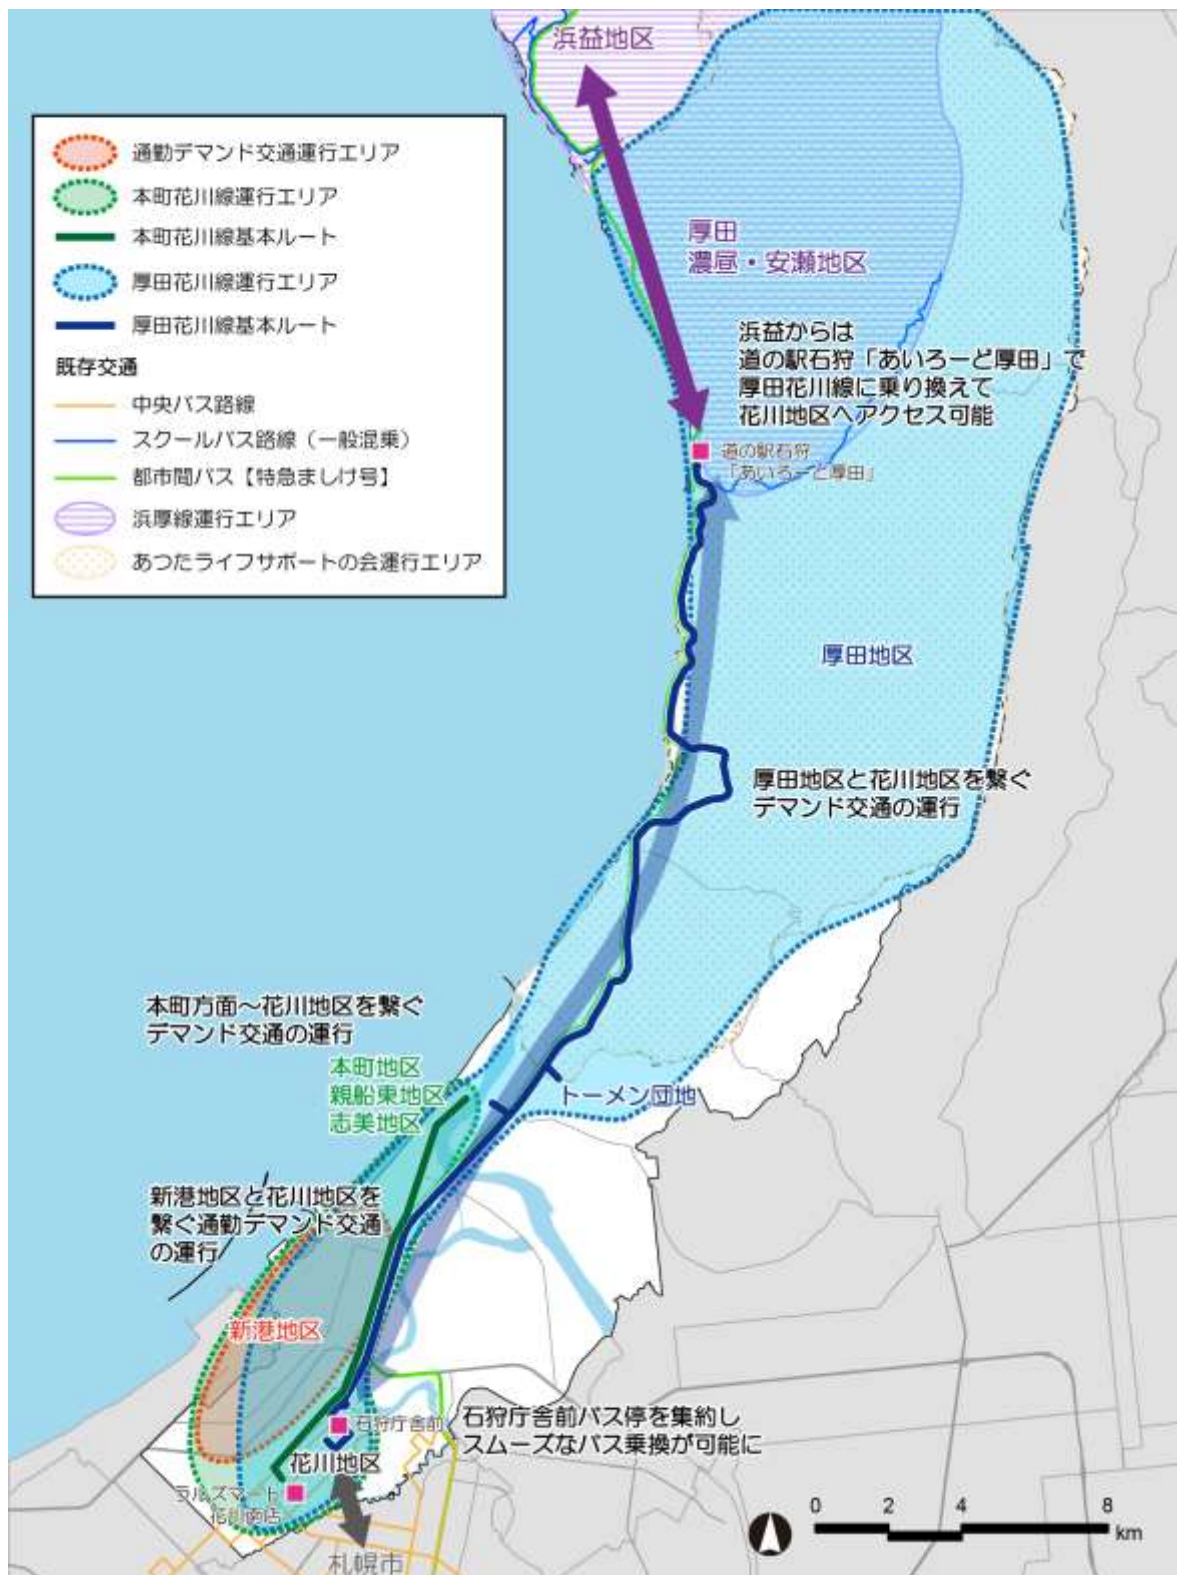 浜益地区
通勤デマンド交通運行エリア
本町花川線運行エリア
本町花川線基本ルート
厚田花川線運行エリア
厚田花川線基本ルート
既存交通
中央バス路線
スクールバス路線（一般混乗）
都市間バス【特急ましけ号】
浜厚線運行エリア
あつたライフサポートの会運行エリア
厚田
濃昼・安瀬地区
浜益からは
道の駅石狩「あいろーど厚田」で
厚田花川線に乗り換えて
花川地区へアクセス可能
道の駅石狩
「あいろーど厚田」
厚田地区
厚田地区と花川地区を繋ぐ
デマンド交通の運行
本町方面～花川地区を繋ぐ
デマンド交通の運行
本町地区
親船東地区
志美地区
トーメン団地
新港地区と花川地区を
繋ぐ通勤デマンド交通
の運行
新港地区
石狩庁舎前
石狩庁舎前バス停を集約し
スムーズなバス乗換が可能に
花川地区
ラルズマート
花川南店
札幌市
0 2 4 8
km